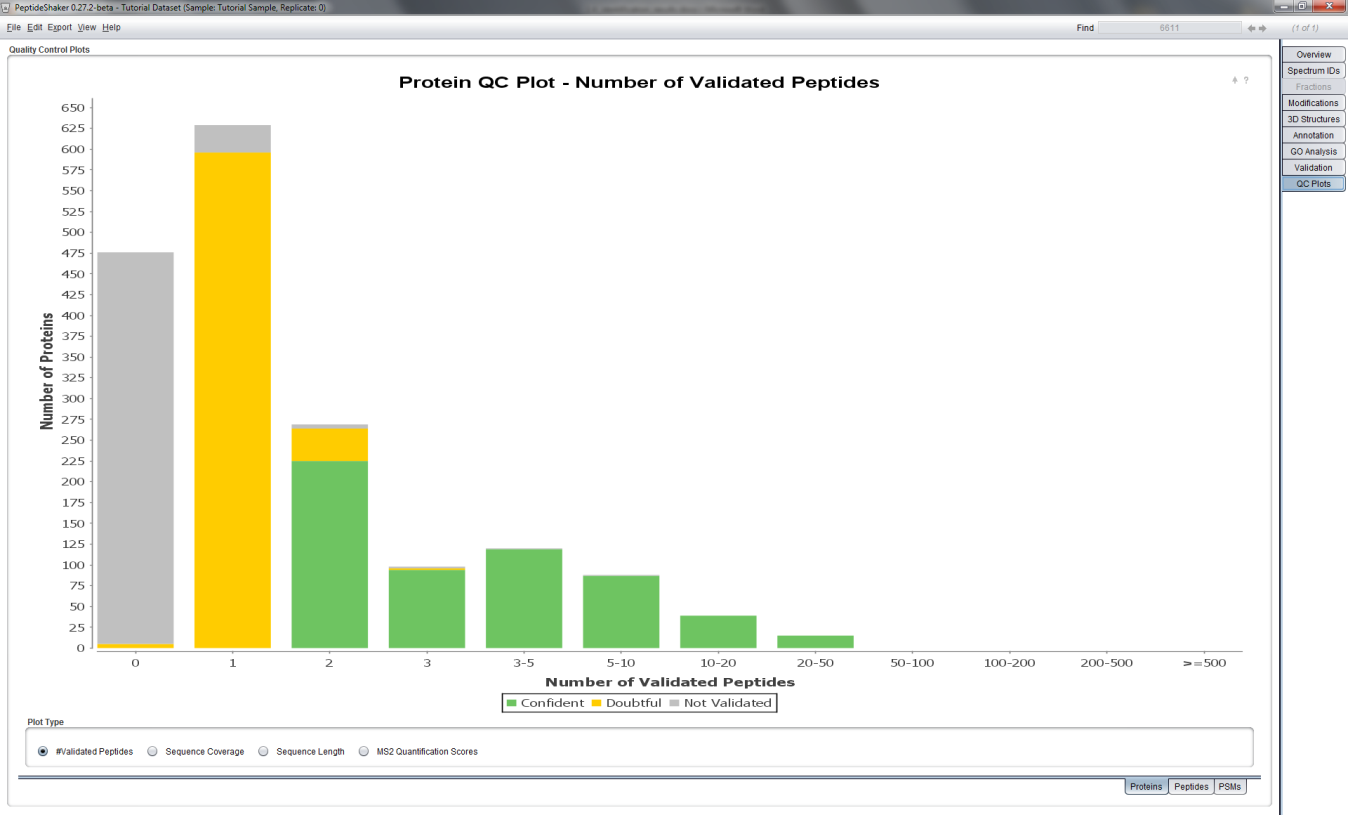 PeptideShaker 0.27.2-beta - Tutorial Dataset (Sample: Tutorial Sample, Replicate: 0)
File Edit Export View Help
Find 6611 (1 of 1)
Quality Control Plots
Overview
Spectrum IDs
Fractions
Modifications
3D Structures
Annotation
GO Analysis
Validation
QC Plots
Protein QC Plot - Number of Validated Peptides
?
Number of Proteins
650
625
600
575
550
525
500
475
450
425
400
375
350
325
300
275
250
225
200
175
150
125
100
75
50
25
0
0 1 2 3 3-5 5-10 10-20 20-50 50-100 100-200 200-500 >=500
Number of Validated Peptides
Confident Doubtful Not Validated
Plot Type
#Validated Peptides Sequence Coverage Sequence Length MS2 Quantification Scores
Proteins Peptides PSMs